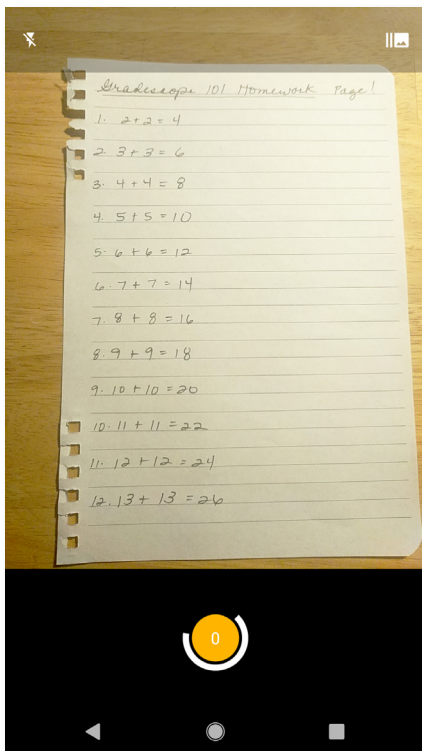 Gradescope 101 Homework Page!
1. 2+2 = 4
2. 3+3 = 6
3. 4+4 = 8
4. 5+5 = 10
5. 6+6 = 12
6. 7+7 = 14
7. 8+8 = 16
8. 9+9 = 18
9. 10+10 = 20
10. 11+11 = 22
11. 12+12 = 24
12. 13+13 = 26
0